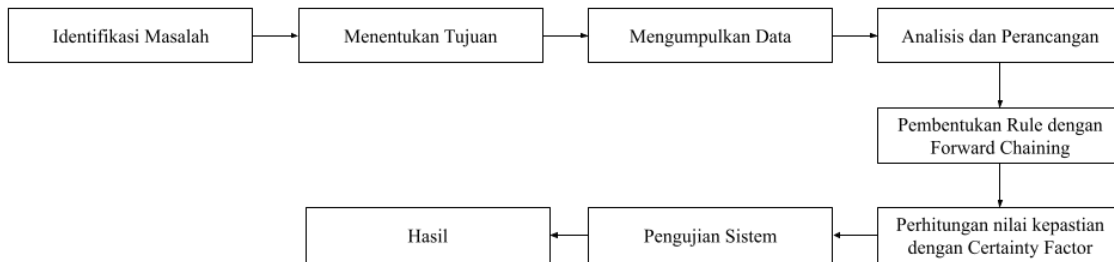 Identifikasi Masalah
Menentukan Tujuan
Mengumpulkan Data
Analisis dan Perancangan
Pembentukan Rule dengan
Forward Chaining
Perhitungan nilai kepastian
dengan Certainty Factor
Pengujian Sistem
Hasil